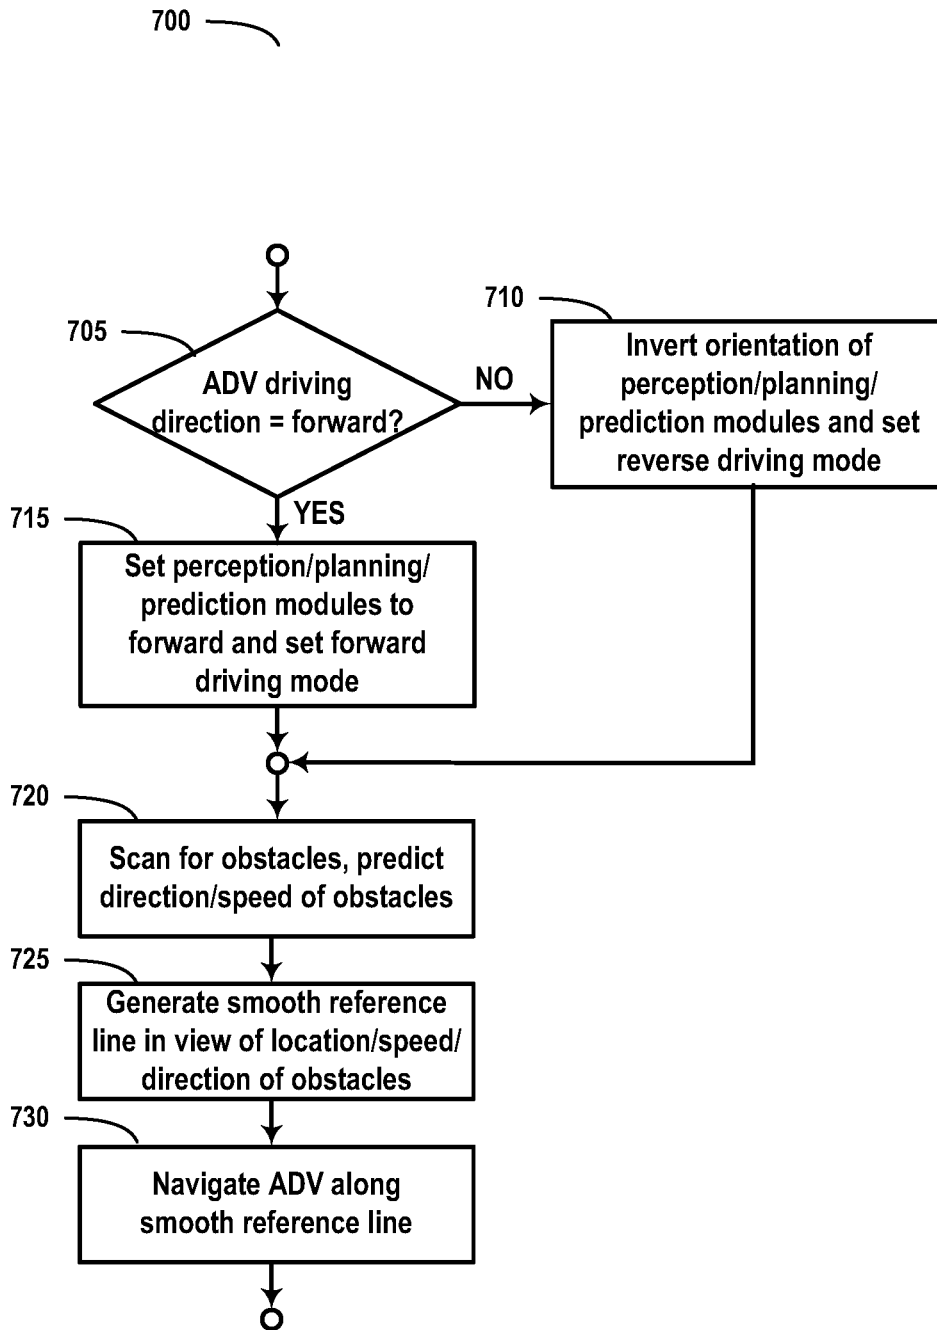 700
705
ADV driving
direction = forward?
NO
710
Invert orientation of
perception/planning/
prediction modules and set
reverse driving mode
YES
715
Set perception/planning/
prediction modules to
forward and set forward
driving mode
720
Scan for obstacles, predict
direction/speed of obstacles
725
Generate smooth reference
line in view of location/speed/
direction of obstacles
730
Navigate ADV along
smooth reference line